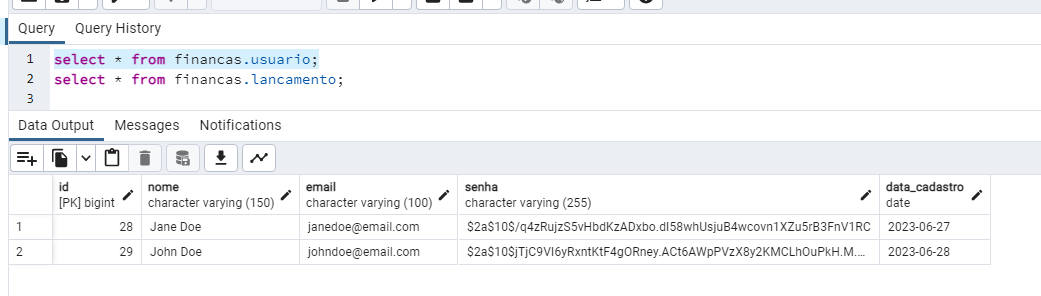 Query Query History
1 select * from financas.usuario;
2 select * from financas.lancamento;
3
Data Output Messages Notifications
id nome email senha data_cadastro
[PK] bigint character varying (150) character varying (100) character varying (255) date
1 28 Jane Doe janedoe@email.com $2a$10$/q4zRujzS5vHbdKzADxbo.dI58whUsjuB4wcovn1XZu5rB3FnV1RC 2023-06-27
2 29 John Doe johndoe@email.com $2a$10$jTjC9VI6yRxntKtF4gORney.ACt6AWpPVzX8y2KMCLhOuPkH.M.... 2023-06-28